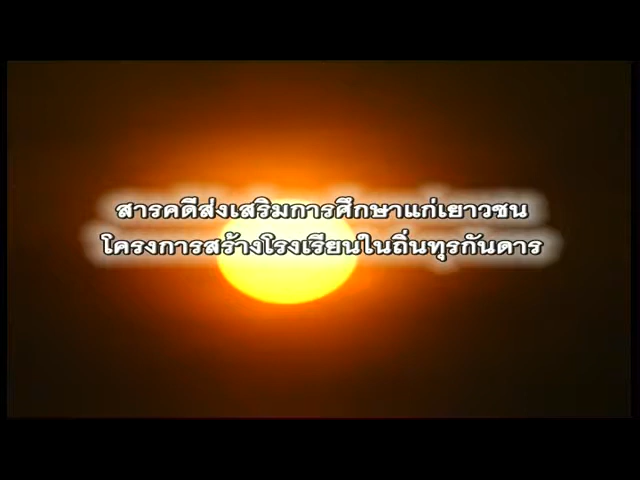 สารคดีส่งเสริมการศึกษาแก่เยาวชน
โครงการสร้างโรงเรียนในถิ่นทุรกันดาร